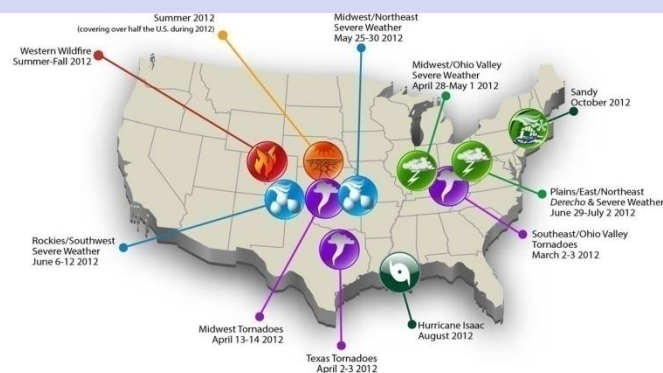 Summer 2012
(covering over half the U.S. during 2012)
Midwest/Northeast
Severe Weather
May 25-30 2012
Western Wildfire
Summer-Fall 2012
Midwest/Ohio Valley
Severe Weather
April 28-May 1 2012
Sandy
October 2012
Plains/East/Northeast
Derecho & Severe Weather
June 29-July 2 2012
Southeast/Ohio Valley
Tornadoes
March 2-3 2012
Rockies/Southwest
Severe Weather
June 6-12 2012
Midwest Tornadoes
April 13-14 2012
Texas Tornadoes
April 2-3 2012
Hurricane Isaac
August 2012